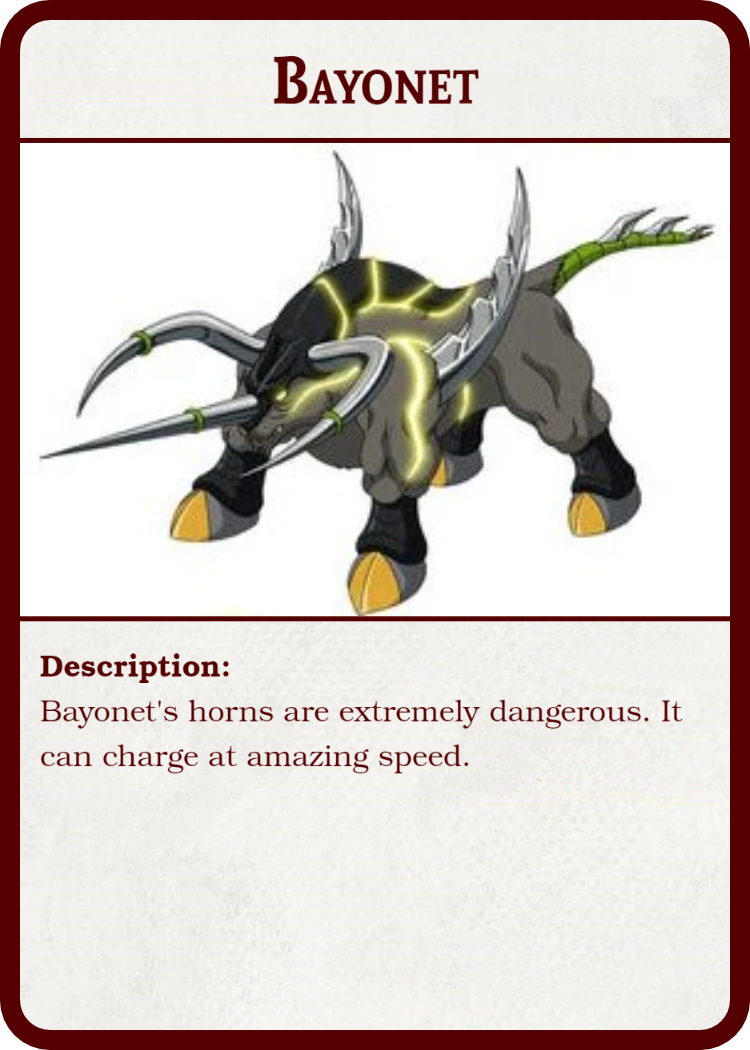 Bayonet
Description:
Bayonet's horns are extremely dangerous. It
can charge at amazing speed.